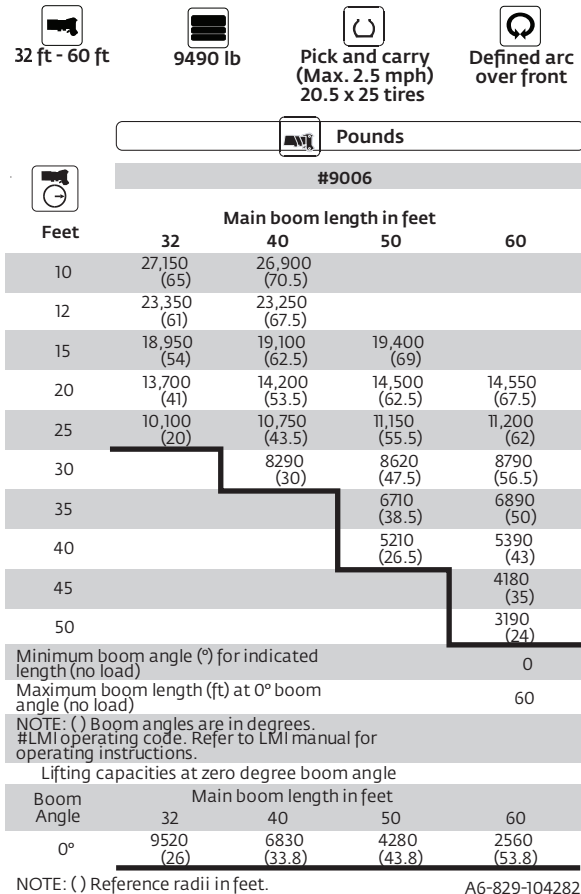 32 ft - 60 ft
9490 lb
Pick and carry
(Max. 2.5 mph)
20.5 x 25 tires
Defined arc
over front
Pounds
#9006
Feet
Main boom length in feet
32 40 50 60
10 27,150 26,900
(65) (70.5)
12 23,350 23,250
(61) (67.5)
15 18,950 19,100 19,400
(54) (62.5) (69)
20 13,700 14,200 14,500 14,550
(41) (53.5) (62.5) (67.5)
25 10,100 10,750 11,150 11,200
(20) (43.5) (55.5) (62)
30 8290 8620 8790
(30) (47.5) (56.5)
35 6710 6890
(38.5) (50)
40 5210 5390
(26.5) (43)
45 4180
(35)
50 3190
(24)
Minimum boom angle (°) for indicated
length (no load) 0
Maximum boom length (ft) at 0° boom
angle (no load) 60
NOTE: ( ) Boom angles are in degrees.
#LMI operating code. Refer to LMI manual for
operating instructions.
Lifting capacities at zero degree boom angle
Boom
Angle
Main boom length in feet
32 40 50 60
0° 9520 6830 4280 2560
(26) (33.8) (43.8) (53.8)
NOTE: ( ) Reference radii in feet.
A6-829-104282